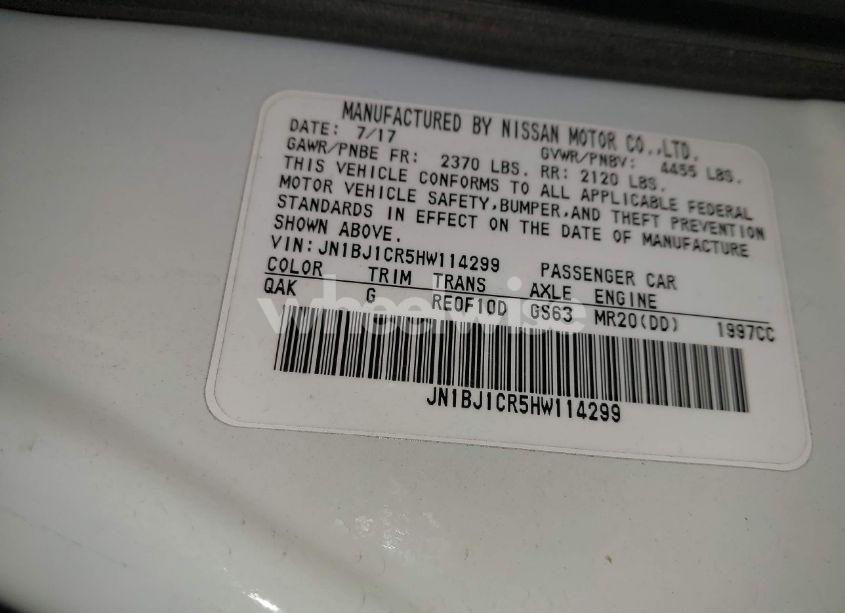 MANUFACTURED BY NISSAN MOTOR CO.,LTD.
DATE: 7/17 GVWR/PNBV: 4455 LBS.
GAWR/PNBE FR: 2370 LBS. RR: 2120 LBS.
THIS VEHICLE CONFORMS TO ALL APPLICABLE FEDERAL
MOTOR VEHICLE SAFETY,BUMPER,AND THEFT PREVENTION
STANDARDS IN EFFECT ON THE DATE OF MANUFACTURE
SHOWN ABOVE.
VIN:JN1BJ1CR5HW114299 PASSENGER CAR
COLOR TRIM TRANS AXLE ENGINE
QAK G RE0F10D GS63 MR20(DD) 1997CC
wheelwise
JN1BJ1CR5HW114299